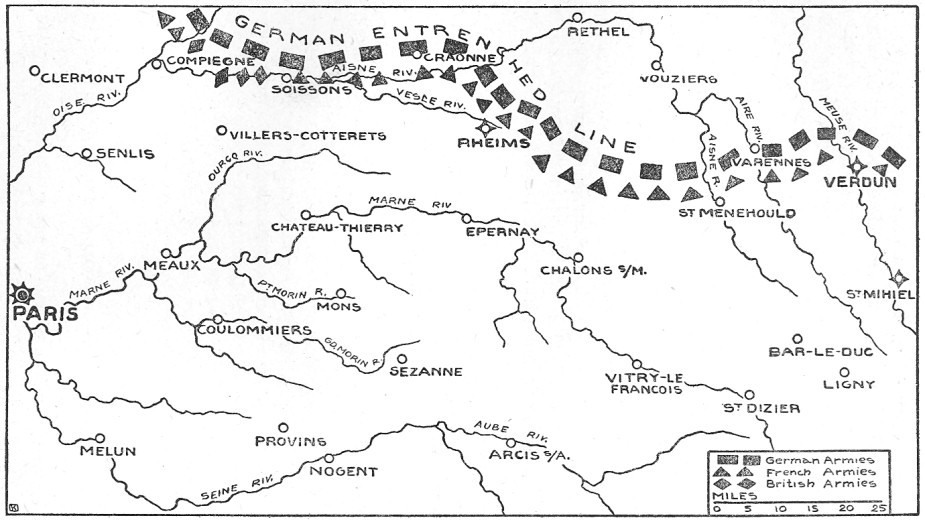 GERMAN ENTRENCHED LINE
RETHEL
CRAONNE
COMPIEGNE
AISNE RIV.
CLERMONT
SOISSONS
VOUZIERS
OISE RIV.
VESLE RIV.
MEUSE RIV.
AIRE RIV.
VILLERS-COTTERETS
RHEIMS
AISNE R.
SENLIS
OURCQ RIV.
VARENNES
VERDUN
MARNE RIV
ST MENEHOULD
CHATEAU-THIERRY
EPERNAY
MEAUX
CHALONS S/M.
MARNE RIV.
PT MORIN R.
MONS
ST MIHIEL
PARIS
COULOMMIERS
GD. MORIN R.
BAR-LE-DUC
SEZANNE
VITRY-LE
FRANCOIS
LIGNY
ST DIZIER
AUBE RIV.
PROVINS
MELUN
ARCIS S/A.
NOGENT
SEINE RIV.
German Armies
French Armies
British Armies
MILES
0 5 10 15 20 25